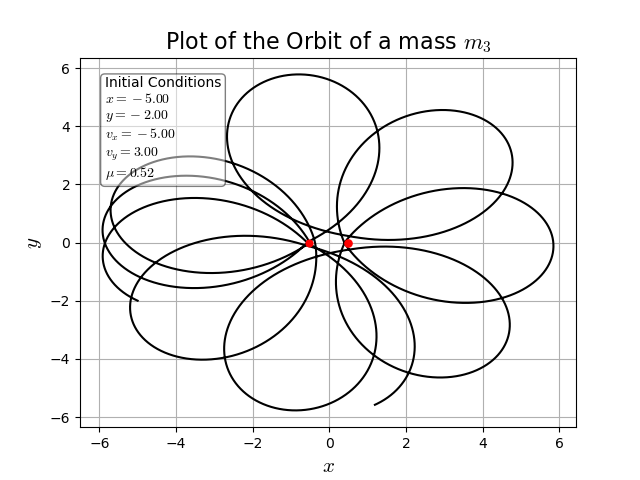 Plot of the Orbit of a mass m₃
Initial Conditions
x = −5.00
y = −2.00
vₓ = −5.00
v_y = 3.00
μ = 0.52
6
4
2
0
−2
−4
−6
y
−6 −4 −2 0 2 4 6
x